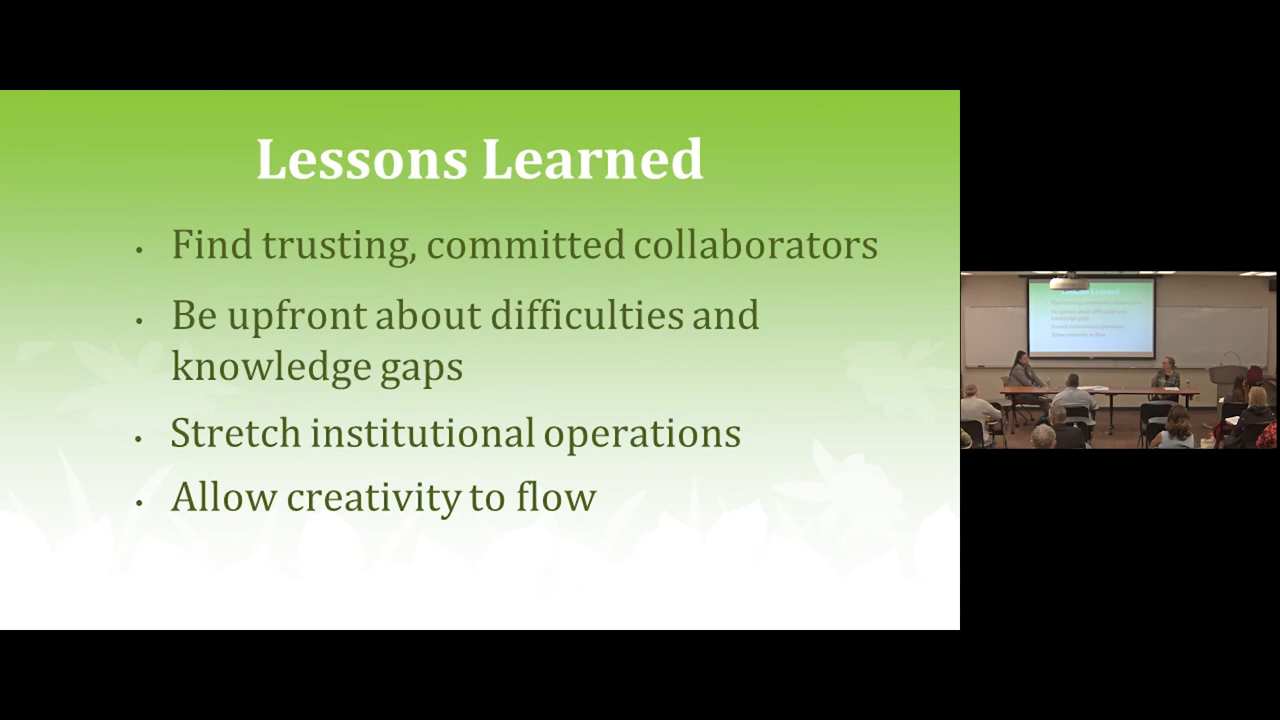 Lessons Learned
• Find trusting, committed collaborators
• Be upfront about difficulties and
knowledge gaps
• Stretch institutional operations
• Allow creativity to flow